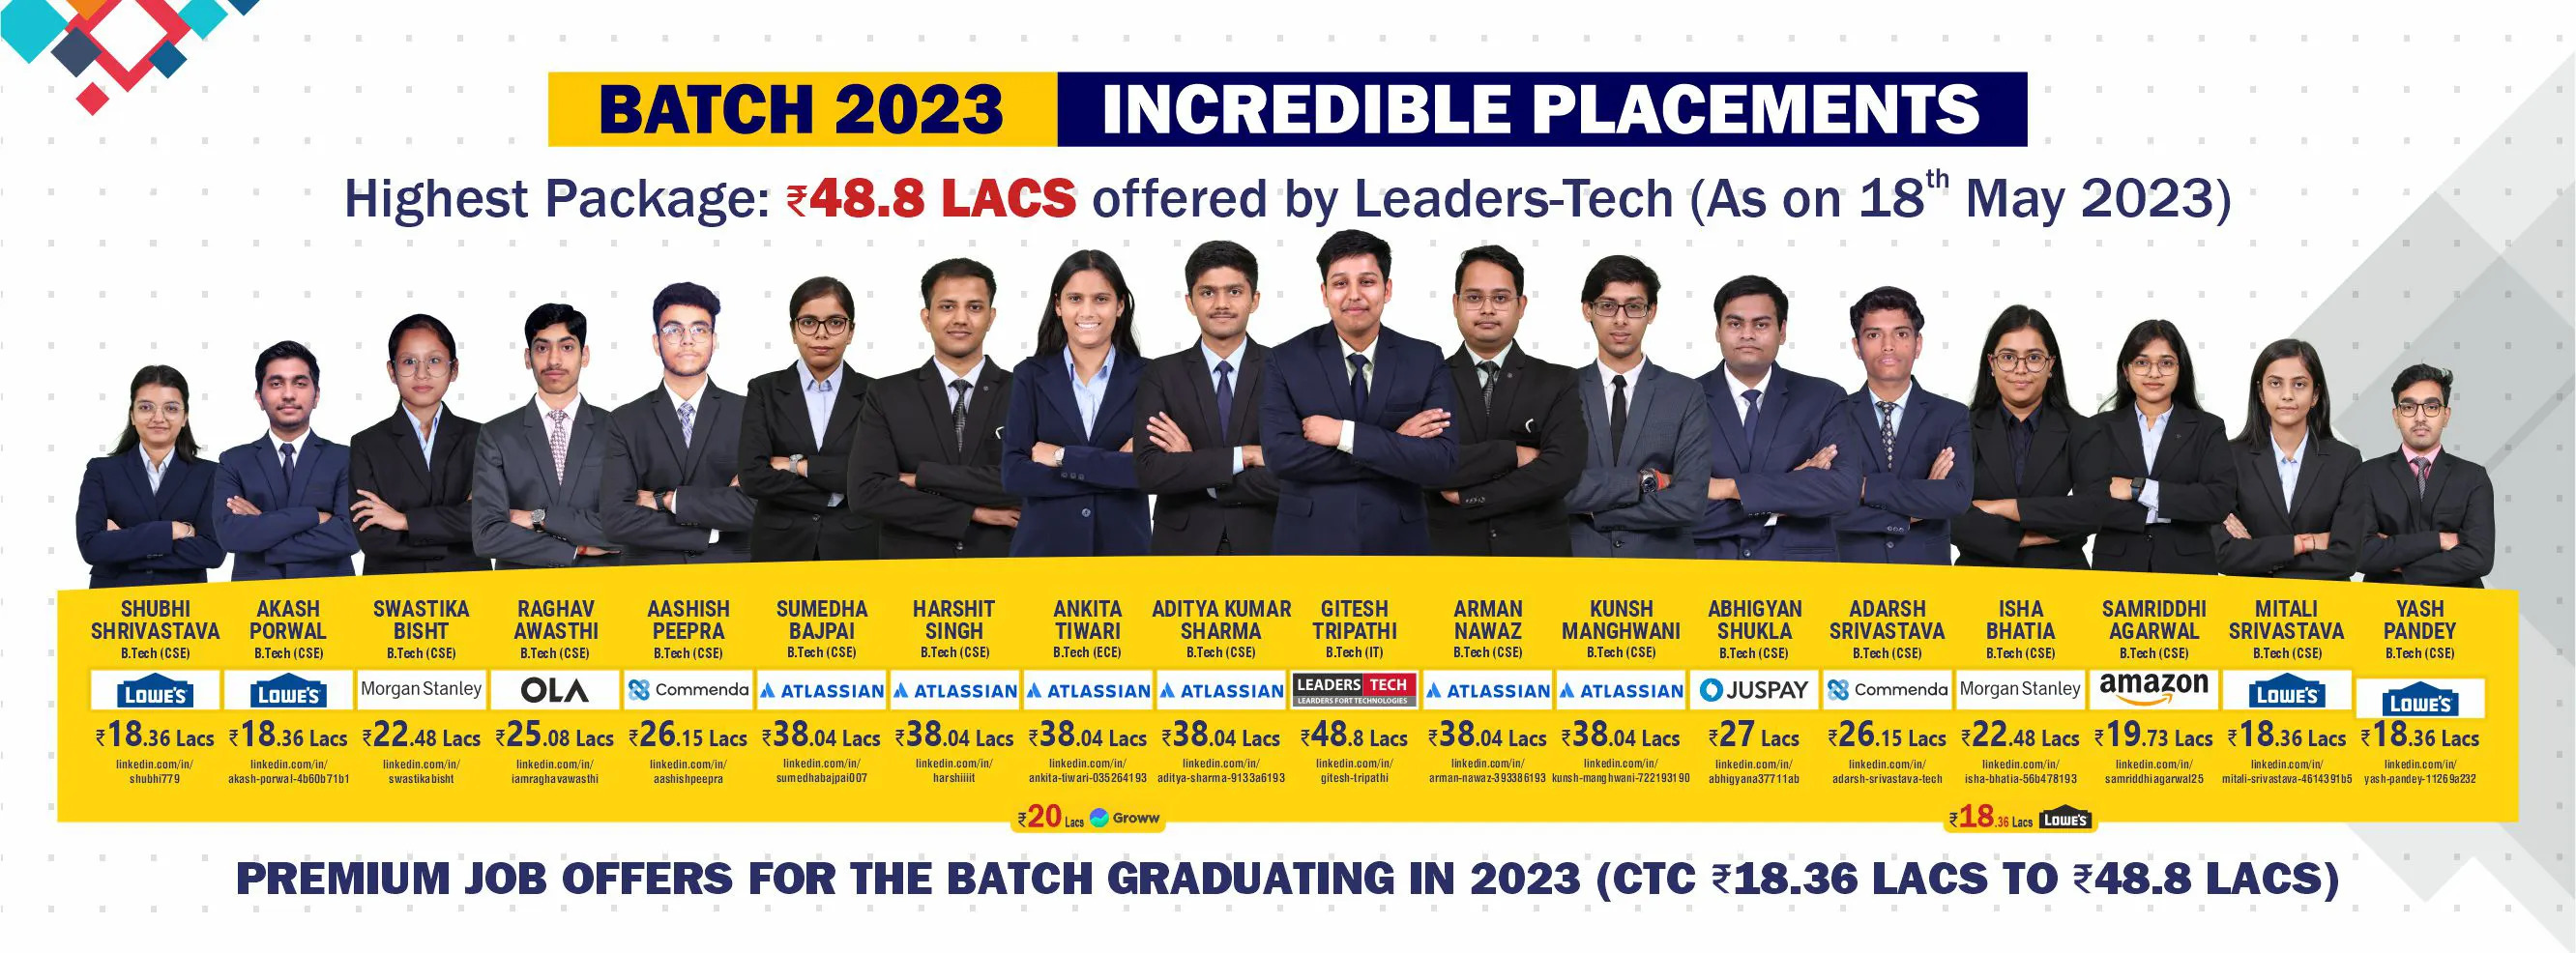 BATCH 2023 INCREDIBLE PLACEMENTS
Highest Package: ₹48.8 LACS offered by Leaders-Tech (As on 18th May 2023)
SHUBHI
SHRIVASTAVA
B.Tech (CSE)
LOWE'S
₹18.36 Lacs
linkedin.com/in/
shubhi779
AKASH
PORWAL
B.Tech (CSE)
LOWE'S
₹18.36 Lacs
linkedin.com/in/
akash-porwal-4b60b71b1
SWASTIKA
BISHT
B.Tech (CSE)
Morgan Stanley
₹22.48 Lacs
linkedin.com/in/
swastikabisht
RAGHAV
AWASTHI
B.Tech (CSE)
OLA
₹25.08 Lacs
linkedin.com/in/
iamraghavawasthi
AASHISH
PEEPRA
B.Tech (CSE)
Commenda
₹26.15 Lacs
linkedin.com/in/
aashishpeepra
SUMEDHA
BAJPAI
B.Tech (CSE)
ATLASSIAN
₹38.04 Lacs
linkedin.com/in/
sumedhabajpai007
HARSHIT
SINGH
B.Tech (CSE)
ATLASSIAN
₹38.04 Lacs
linkedin.com/in/
harshiiiit
ANKITA
TIWARI
B.Tech (ECE)
ATLASSIAN
₹38.04 Lacs
linkedin.com/in/
ankita-tiwari-035264193
₹20 Lacs Groww
ADITYA KUMAR
SHARMA
B.Tech (CSE)
ATLASSIAN
₹38.04 Lacs
linkedin.com/in/
aditya-sharma-9133a6193
GITESH
TRIPATHI
B.Tech (IT)
LEADERS TECH
LEADERS FORT TECHNOLOGIES
₹48.8 Lacs
linkedin.com/in/
gitesh-tripathi
ARMAN
NAWAZ
B.Tech (CSE)
ATLASSIAN
₹38.04 Lacs
linkedin.com/in/
arman-nawaz-393386193
KUNSH
MANGHWANI
B.Tech (CSE)
ATLASSIAN
₹38.04 Lacs
linkedin.com/in/
kunsh-manghwani-722193190
ABHIGYAN
SHUKLA
B.Tech (CSE)
JUSPAY
₹27 Lacs
linkedin.com/in/
abhigyana37711ab
ADARSH
SRIVASTAVA
B.Tech (CSE)
Commenda
₹26.15 Lacs
linkedin.com/in/
adarsh-srivastava-tech
ISHA
BHATIA
B.Tech (CSE)
Morgan Stanley
₹22.48 Lacs
linkedin.com/in/
isha-bhatia-56b478193
₹18.36 Lacs LOWE'S
SAMRIDDHI
AGARWAL
B.Tech (CSE)
amazon
₹19.73 Lacs
linkedin.com/in/
samriddhiagarwal25
MITALI
SRIVASTAVA
B.Tech (CSE)
LOWE'S
₹18.36 Lacs
linkedin.com/in/
mitali-srivastava-4614391b5
YASH
PANDEY
B.Tech (CSE)
LOWE'S
₹18.36 Lacs
linkedin.com/in/
yash-pandey-11269a232
PREMIUM JOB OFFERS FOR THE BATCH GRADUATING IN 2023 (CTC ₹18.36 LACS TO ₹48.8 LACS)